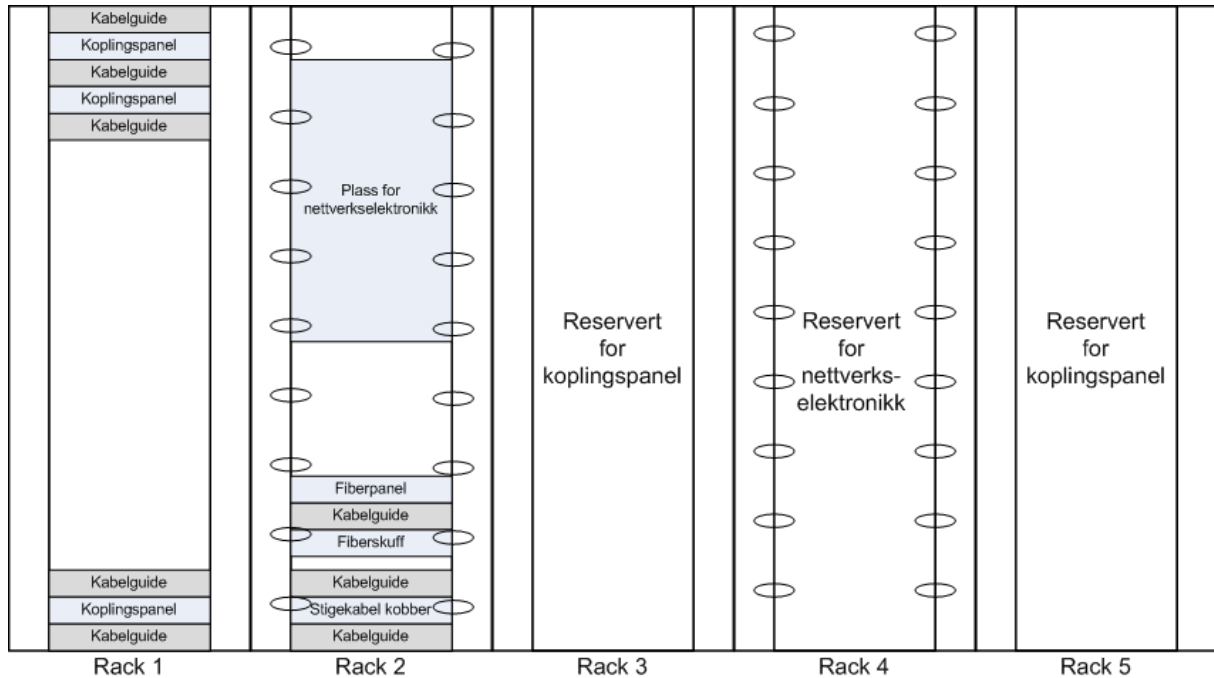 Kabelguide
Koplingspanel
Kabelguide
Koplingspanel
Kabelguide
Kabelguide
Koplingspanel
Kabelguide
Rack 1
Plass for
nettverkselektronikk
Fiberpanel
Kabelguide
Fiberskuff
Kabelguide
Stigekabel kobber
Kabelguide
Rack 2
Reservert
for
koplingspanel
Rack 3
Reservert
for
nettverks-
elektronikk
Rack 4
Reservert
for
koplingspanel
Rack 5